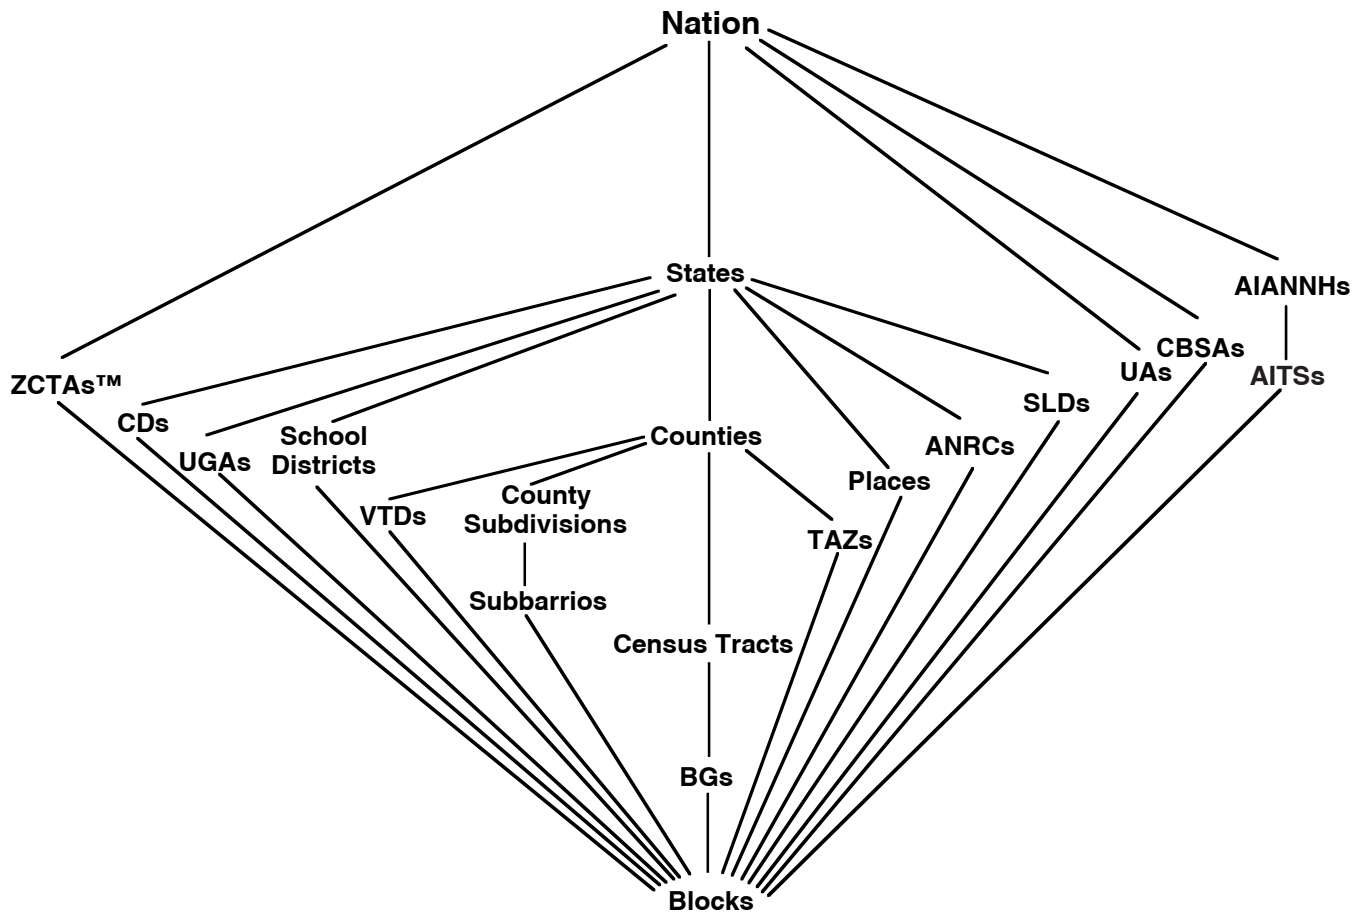 Nation
States
AIANNHs
CBSAs
UAs
AITSs
ZCTAs™
CDs
SLDs
UGAs
School
Districts
Counties
ANRCs
Places
VTDs
County
Subdivisions
TAZs
Subbarrios
Census Tracts
BGs
Blocks